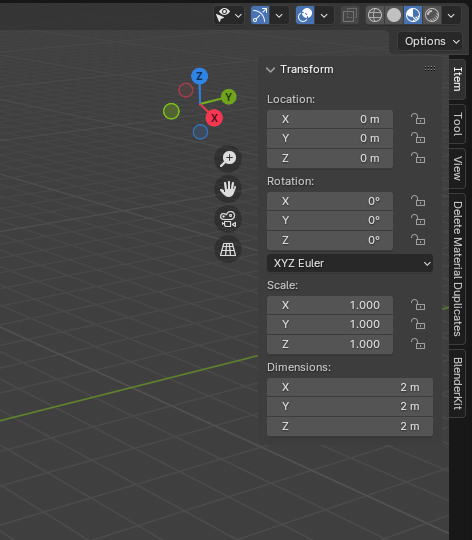 Options
Transform
Z
Y
X
Location:
X 0 m
Y 0 m
Z 0 m
Rotation:
X 0°
Y 0°
Z 0°
XYZ Euler
Scale:
X 1.000
Y 1.000
Z 1.000
Dimensions:
X 2 m
Y 2 m
Z 2 m
Item
Tool
View
Delete Material Duplicates
BlenderKit